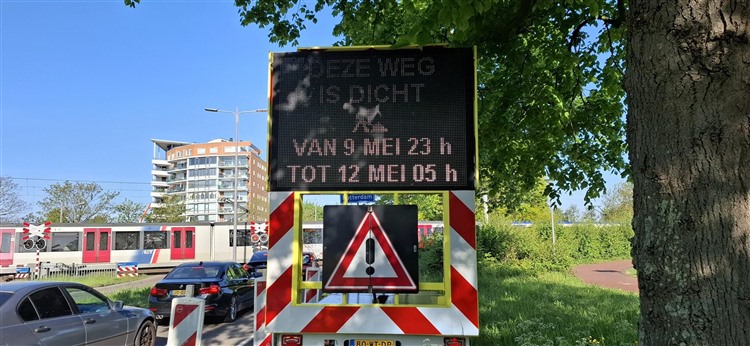 DEZE WEG
IS DICHT
VAN 9 MEI 23 h
TOT 12 MEI 05 h